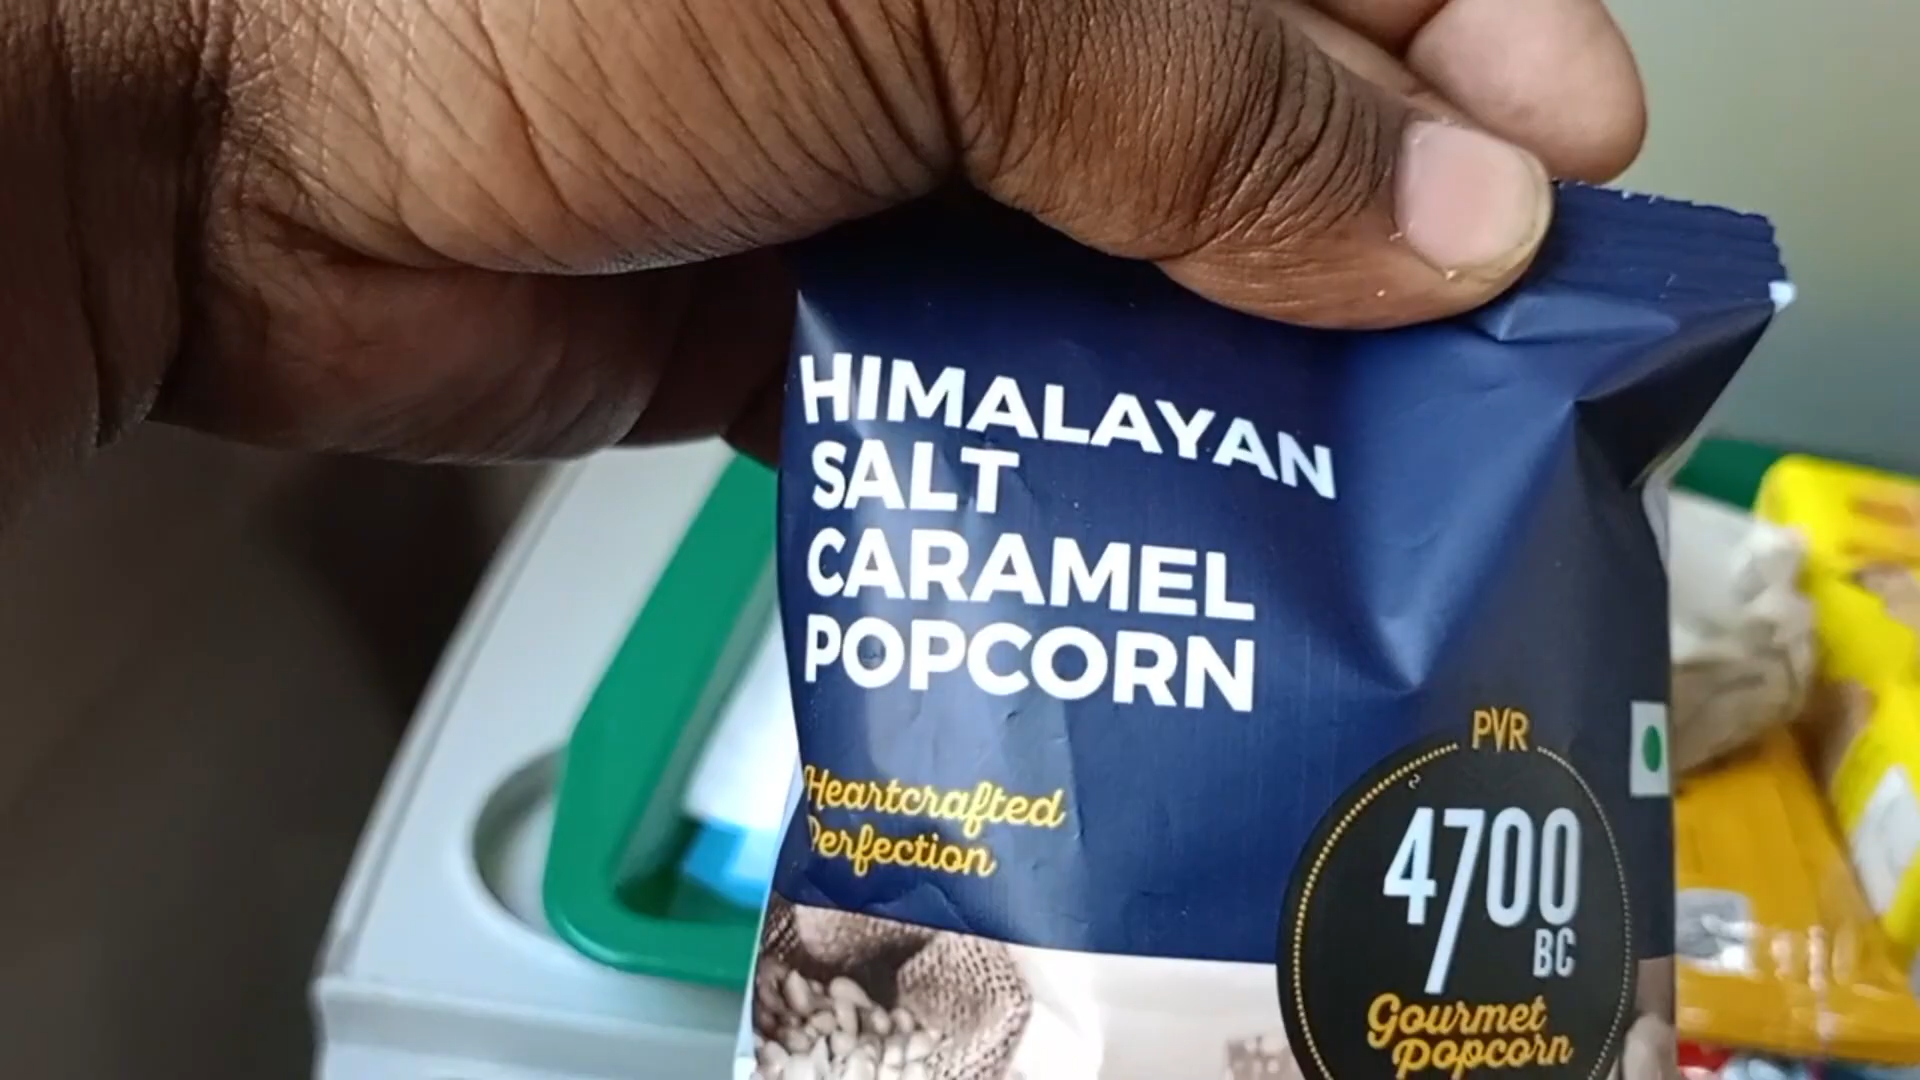 HIMALAYAN
SALT
CARAMEL
POPCORN
Heartcrafted
Perfection
PVR
4700
BC
Gourmet
Popcorn